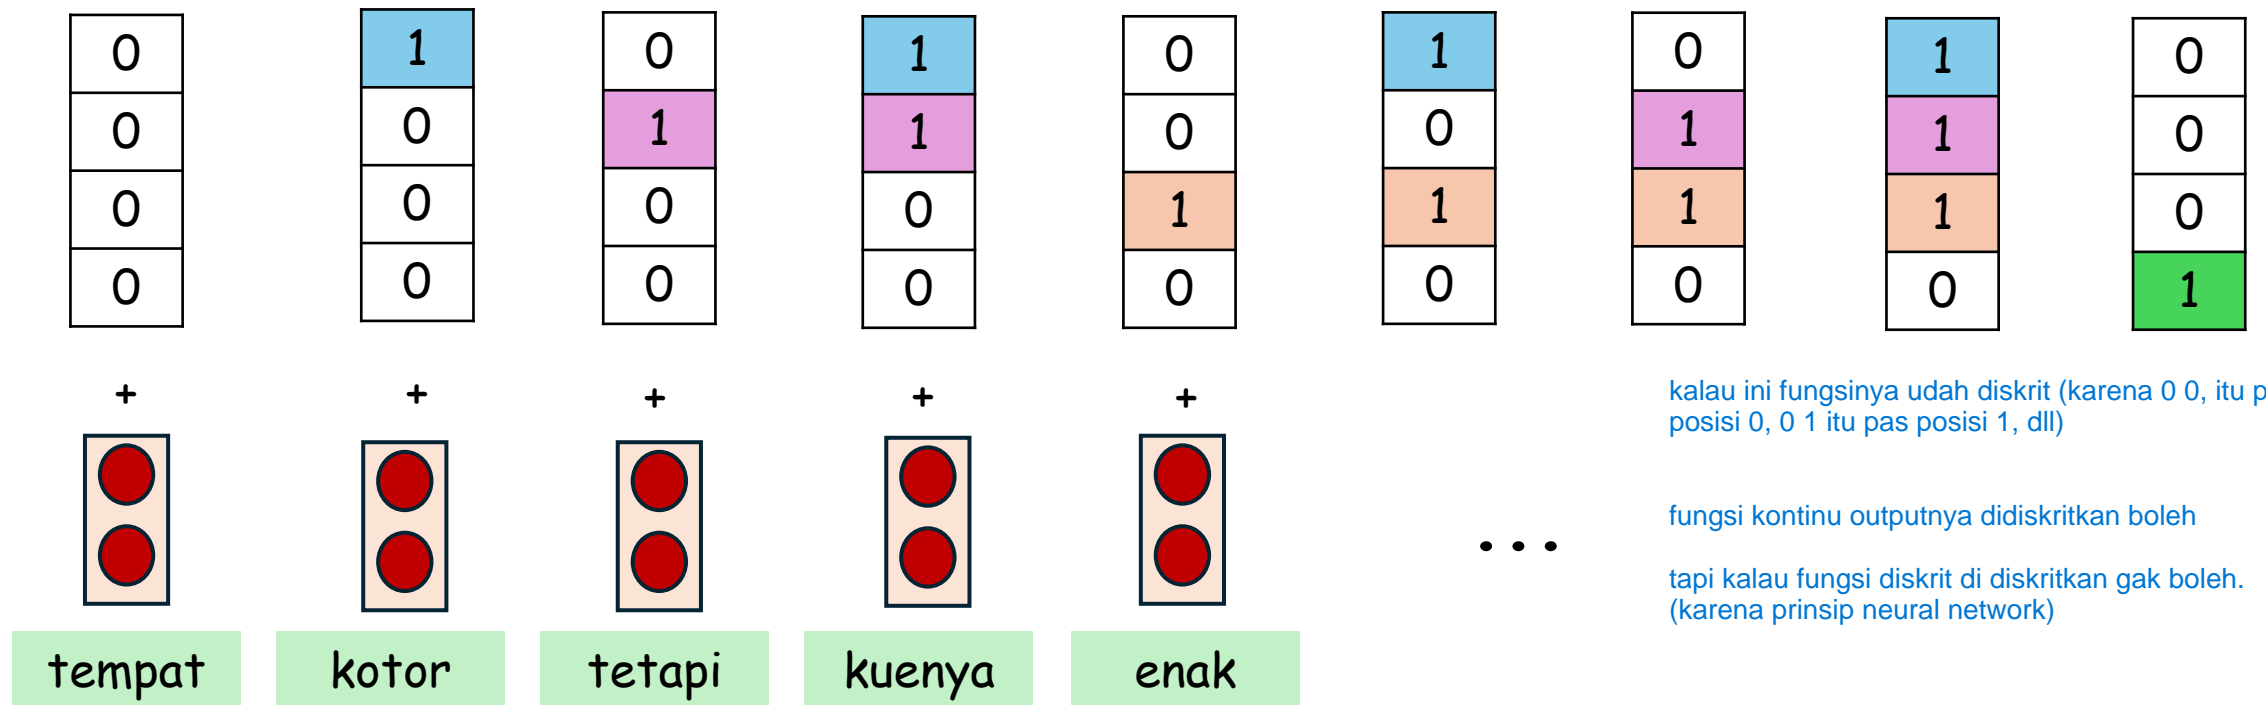 0 1 0 1 0 1 0 1 0
0 0 1 1 0 0 1 1 0
0 0 0 0 1 1 1 1 0
0 0 0 0 0 0 0 0 1
+ + + + +
kalau ini fungsinya udah diskrit (karena 0 0, itu p
posisi 0, 0 1 itu pas posisi 1, dll)
fungsi kontinu outputnya didiskritkan boleh
...
tapi kalau fungsi diskrit di diskritkan gak boleh.
(karena prinsip neural network)
tempat kotor tetapi kuenya enak